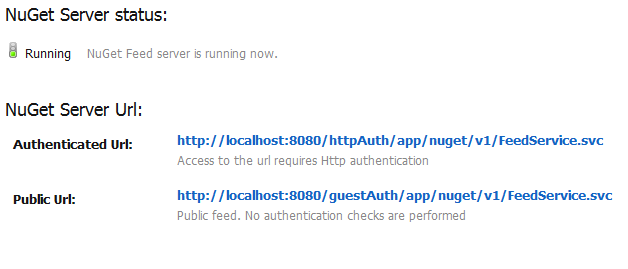 NuGet Server status:
Running NuGet Feed server is running now.
NuGet Server Url:
Authenticated Url: http://localhost:8080/httpAuth/app/nuget/v1/FeedService.svc
Access to the url requires Http authentication
Public Url: http://localhost:8080/guestAuth/app/nuget/v1/FeedService.svc
Public feed. No authentication checks are performed